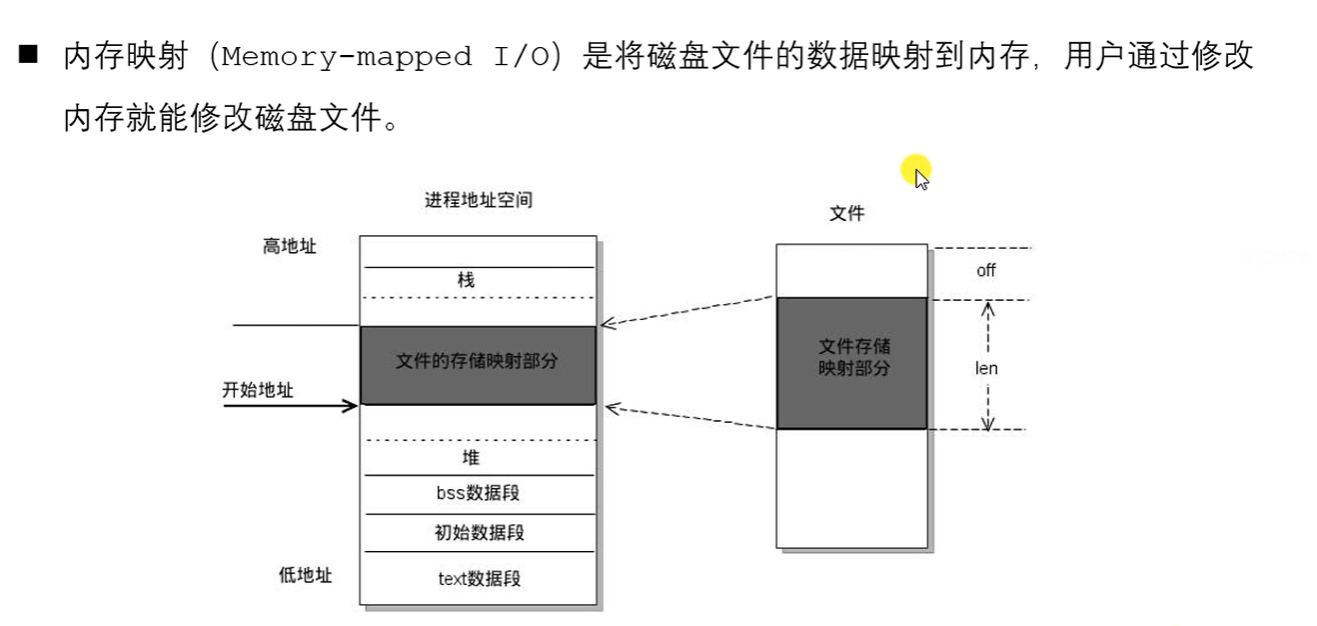 ■ 内存映射（Memory-mapped I/O）是将磁盘文件的数据映射到内存，用户通过修改
内存就能修改磁盘文件。
进程地址空间
文件
高地址
栈
off
文件的存储映射部分
文件存储
映射部分
len
开始地址
堆
bss数据段
初始数据段
低地址
text数据段